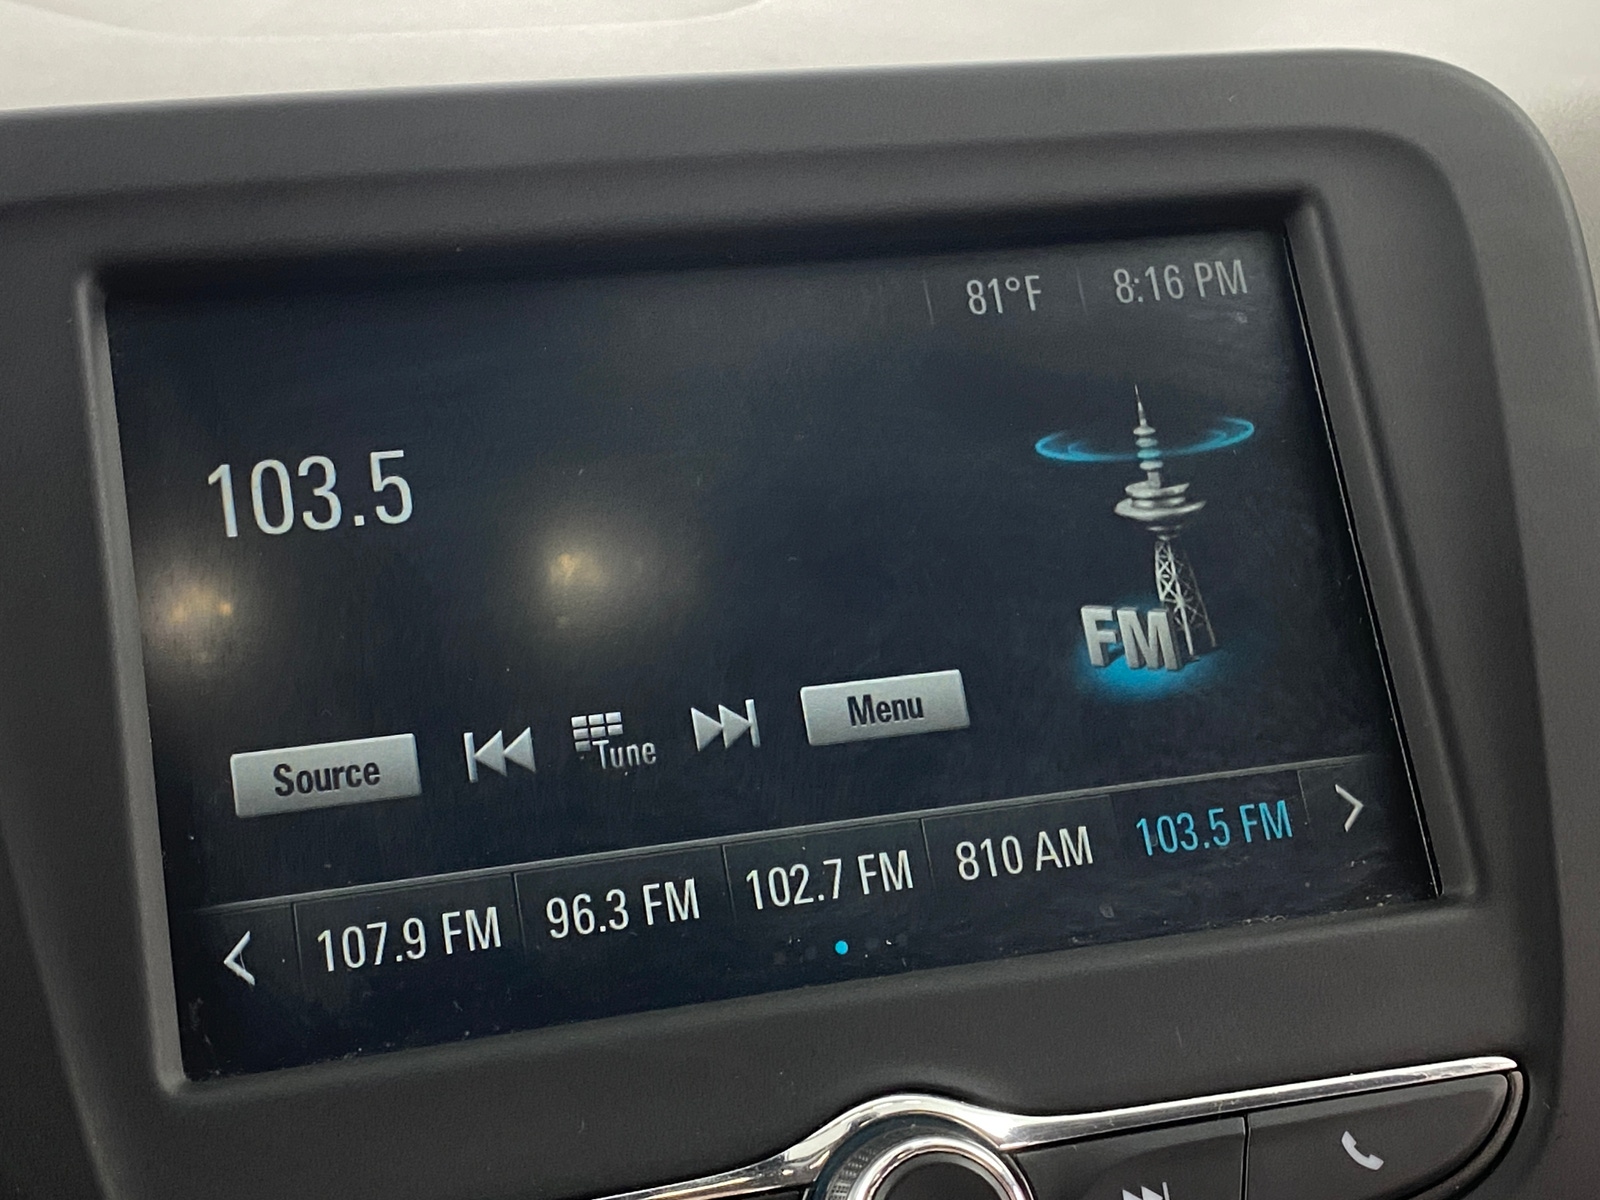 81°F 8:16 PM
103.5
FM
Source Tune Menu
107.9 FM 96.3 FM 102.7 FM 810 AM 103.5 FM